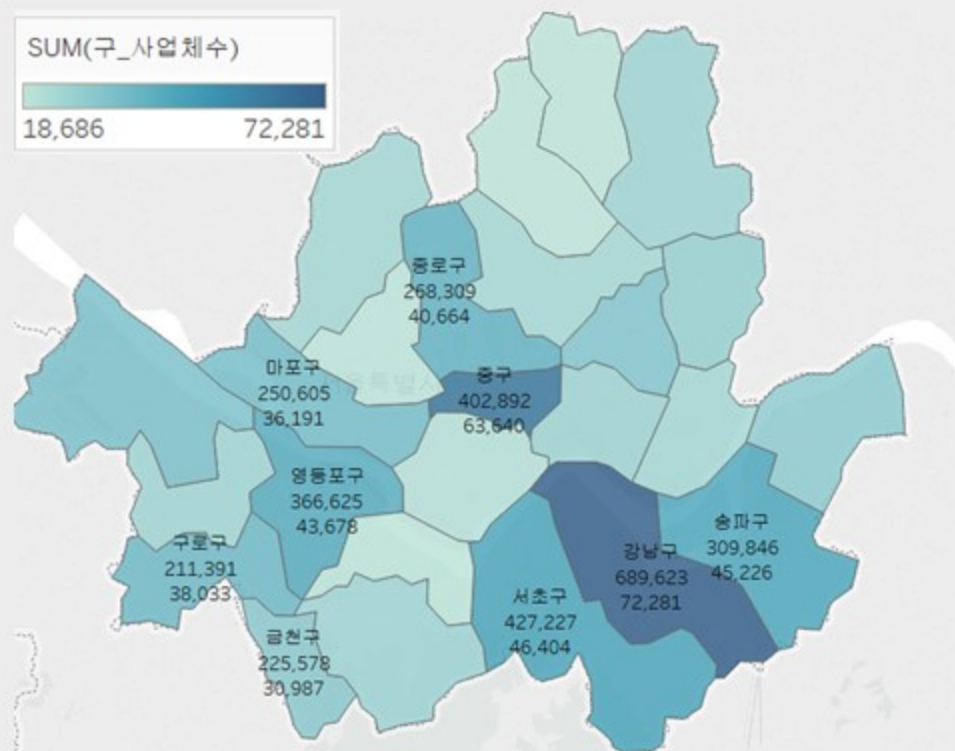 SUM(구_사업체수)
18,686 72,281
종로구
268,309
40,664
마포구
250,605
36,191
중구
402,892
63,640
영등포구
366,625
43,678
송파구
309,846
45,226
구로구
211,391
38,033
강남구
689,623
72,281
서초구
427,227
46,404
금천구
225,578
30,987